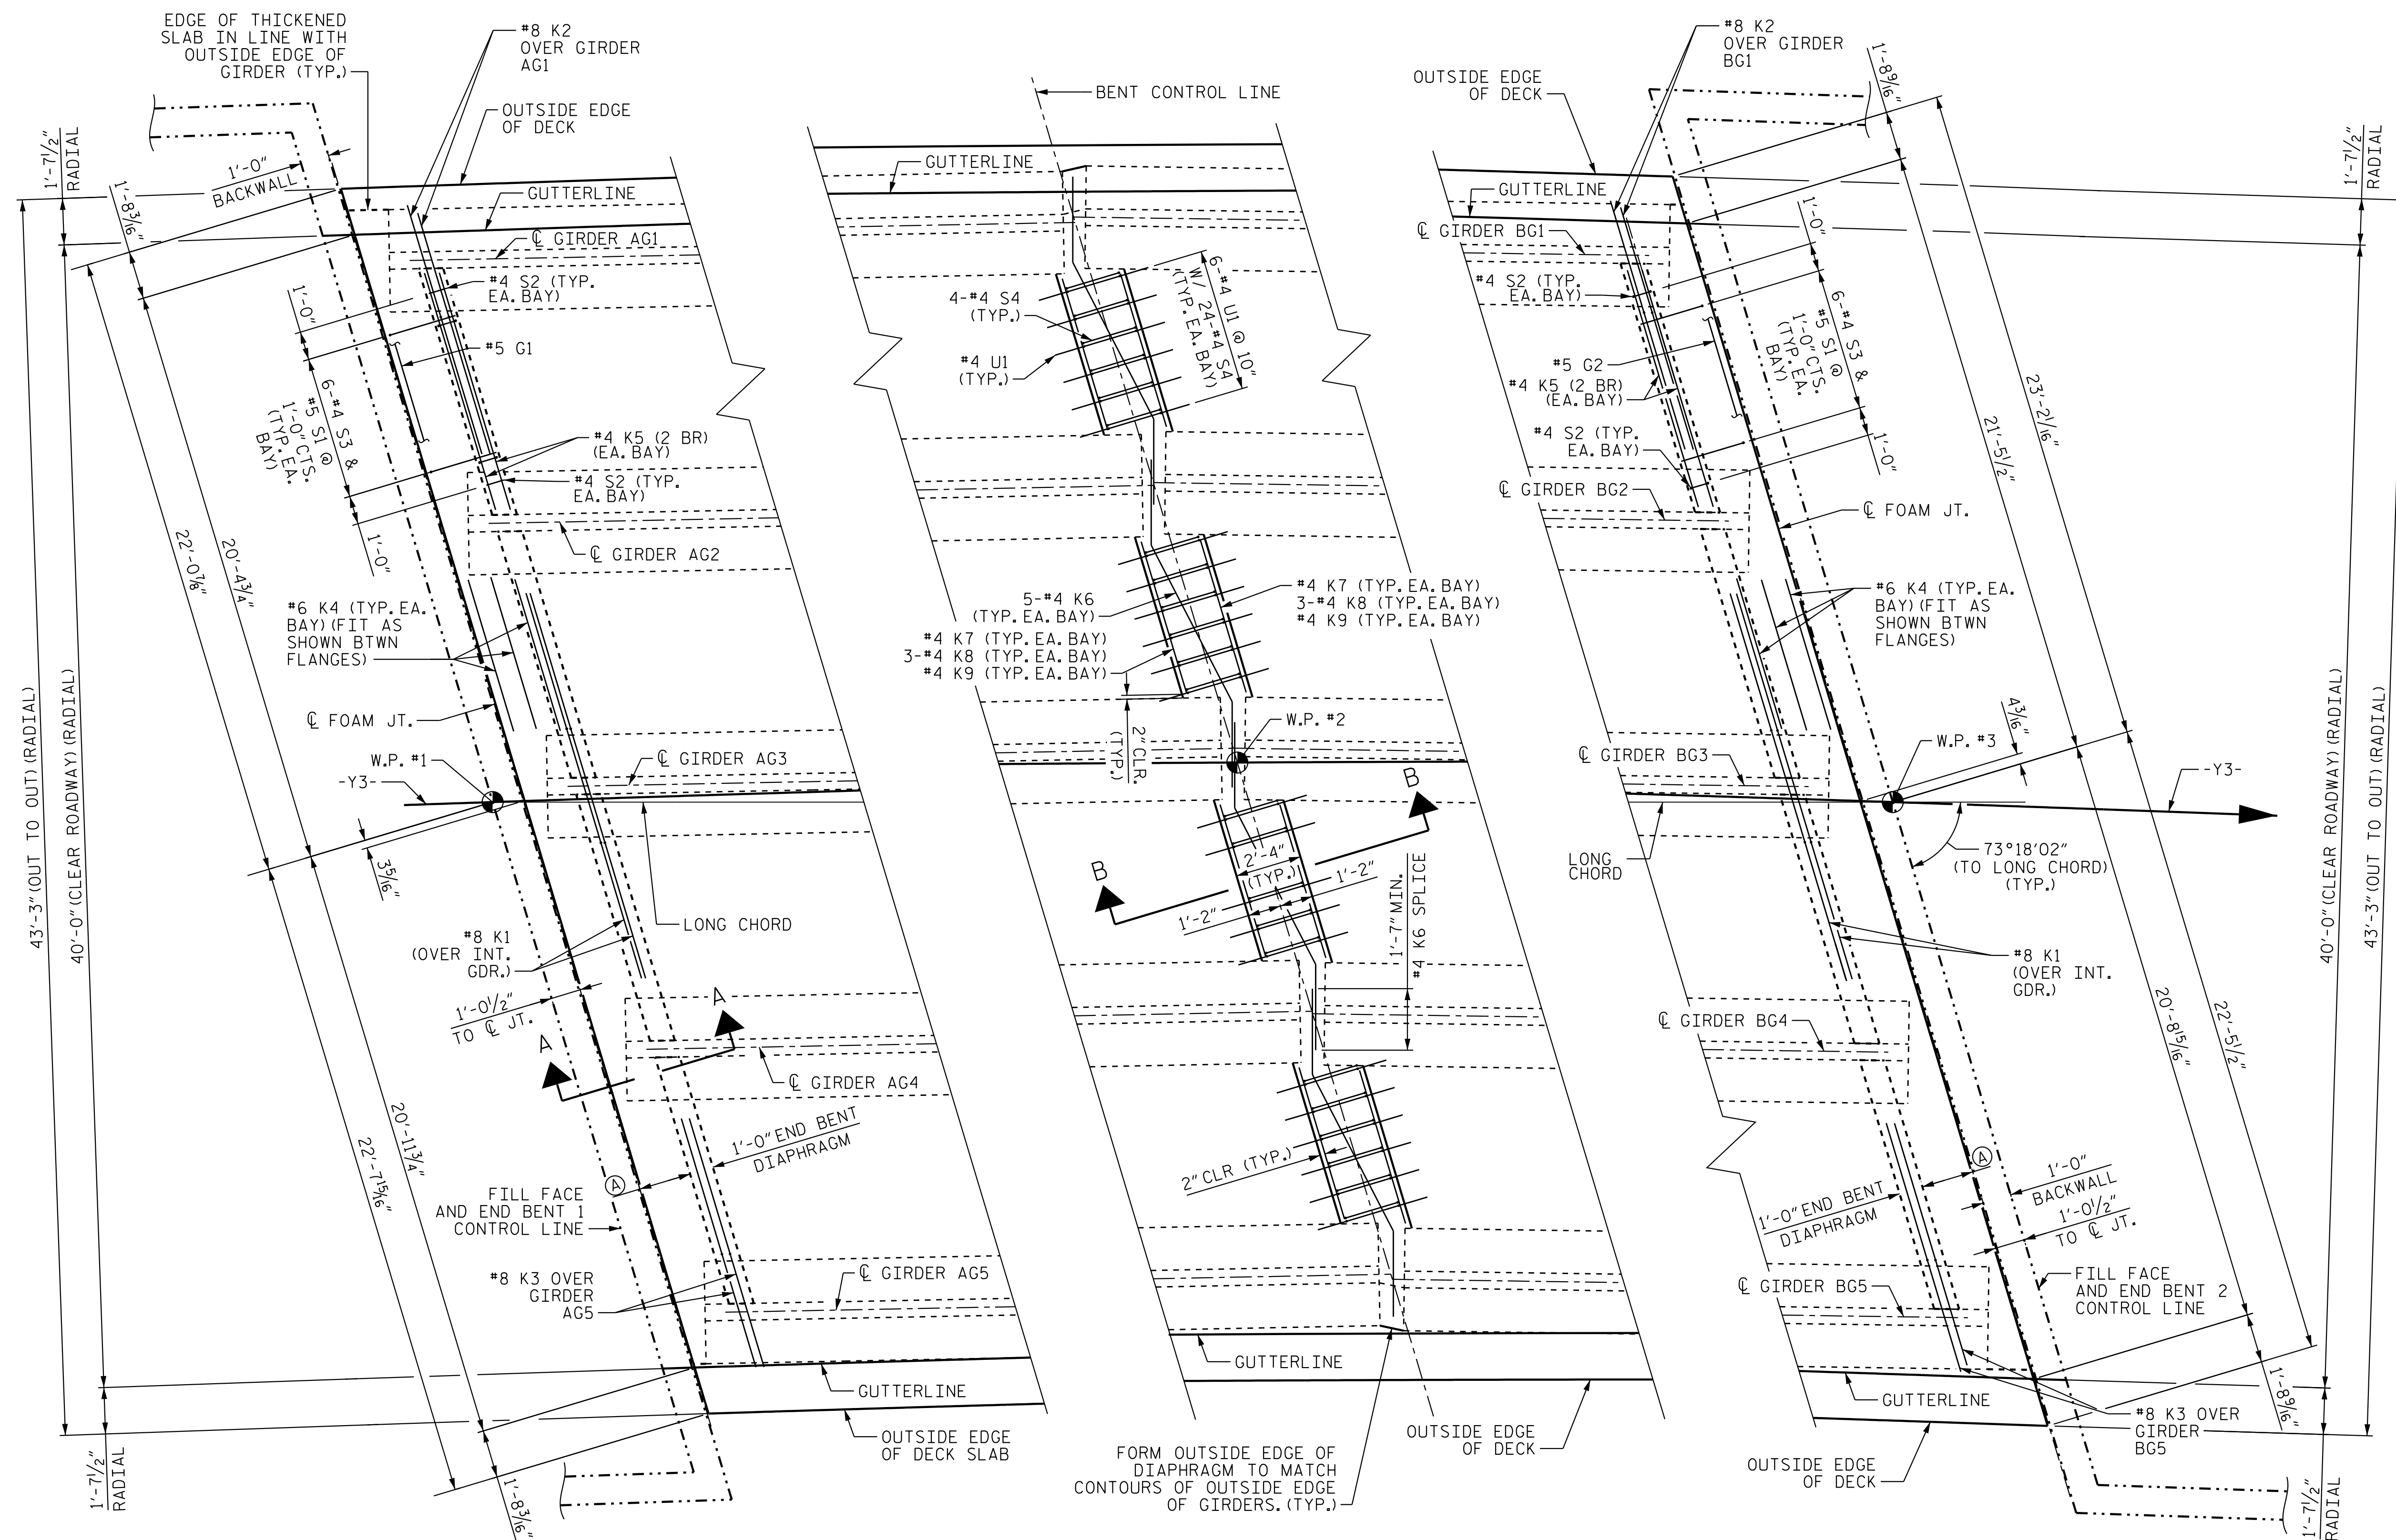 EDGE OF THICKENED
SLAB IN LINE WITH
OUTSIDE EDGE OF
GIRDER (TYP.)
#8 K2
OVER GIRDER
AG1
OUTSIDE EDGE
OF DECK
1'-7½"
RADIAL
1'-0"
BACKWALL
1'-8 3/16"
GUTTERLINE
℄ GIRDER AG1
#4 S2 (TYP.
EA. BAY)
1'-0"
#5 G1
6-#4 S3 &
#5 S1 @
1'-0" CTS.
(TYP. EA.
BAY)
#4 K5 (2 BR)
(EA. BAY)
#4 S2 (TYP.
EA. BAY)
1'-0"
℄ GIRDER AG2
22'-0⅞"
20'-4¾"
#6 K4 (TYP. EA.
BAY) (FIT AS
SHOWN BTWN
FLANGES)
43'-3" (OUT TO OUT) (RADIAL)
40'-0" (CLEAR ROADWAY) (RADIAL)
℄ FOAM JT.
W.P. #1
-Y3-
℄ GIRDER AG3
3 5/16"
LONG CHORD
#8 K1
(OVER INT.
GDR.)
1'-0½"
TO ℄ JT.
A
A
℄ GIRDER AG4
20'-11¾"
22'-7 15/16"
1'-0" END BENT
DIAPHRAGM
A
FILL FACE
AND END BENT 1
CONTROL LINE
#8 K3 OVER
GIRDER
AG5
℄ GIRDER AG5
GUTTERLINE
OUTSIDE EDGE
OF DECK SLAB
1'-7½"
RADIAL
1'-8 3/16"
BENT CONTROL LINE
GUTTERLINE
4-#4 S4
(TYP.)
#4 U1
(TYP.)
6-#4 U1 @ 10"
W/ 24-#4 S4
(TYP. EA. BAY)
5-#4 K6
(TYP. EA. BAY)
#4 K7 (TYP. EA. BAY)
3-#4 K8 (TYP. EA. BAY)
#4 K9 (TYP. EA. BAY)
#4 K7 (TYP. EA. BAY)
3-#4 K8 (TYP. EA. BAY)
#4 K9 (TYP. EA. BAY)
2" CLR.
(TYP.)
W.P. #2
B
B
2'-4"
(TYP.)
1'-2"
1'-2"
1'-7" MIN.
#4 K6 SPLICE
2" CLR (TYP.)
GUTTERLINE
FORM OUTSIDE EDGE OF
DIAPHRAGM TO MATCH
CONTOURS OF OUTSIDE EDGE
OF GIRDERS. (TYP.)
OUTSIDE EDGE
OF DECK
#8 K2
OVER GIRDER
BG1
OUTSIDE EDGE
OF DECK
1'-8 9/16"
1'-7½"
RADIAL
GUTTERLINE
℄ GIRDER BG1
#4 S2 (TYP.
EA. BAY)
1'-0"
6-#4 S3 &
#5 S1 @
1'-0" CTS.
(TYP. EA.
BAY)
#5 G2
#4 K5 (2 BR)
(EA. BAY)
#4 S2 (TYP.
EA. BAY)
1'-0"
23'-2 1/16"
21'-5½"
℄ GIRDER BG2
℄ FOAM JT.
#6 K4 (TYP. EA.
BAY) (FIT AS
SHOWN BTWN
FLANGES)
4 3/16"
W.P. #3
℄ GIRDER BG3
-Y3-
LONG
CHORD
73°18'02"
(TO LONG CHORD)
(TYP.)
40'-0" (CLEAR ROADWAY) (RADIAL)
43'-3" (OUT TO OUT) (RADIAL)
#8 K1
(OVER INT.
GDR.)
℄ GIRDER BG4
20'-8 15/16"
22'-5½"
A
1'-0"
BACKWALL
1'-0½"
TO ℄ JT.
1'-0" END BENT
DIAPHRAGM
℄ GIRDER BG5
FILL FACE
AND END BENT 2
CONTROL LINE
GUTTERLINE
#8 K3 OVER
GIRDER
BG5
OUTSIDE EDGE
OF DECK
1'-8 9/16"
1'-7½"
RADIAL